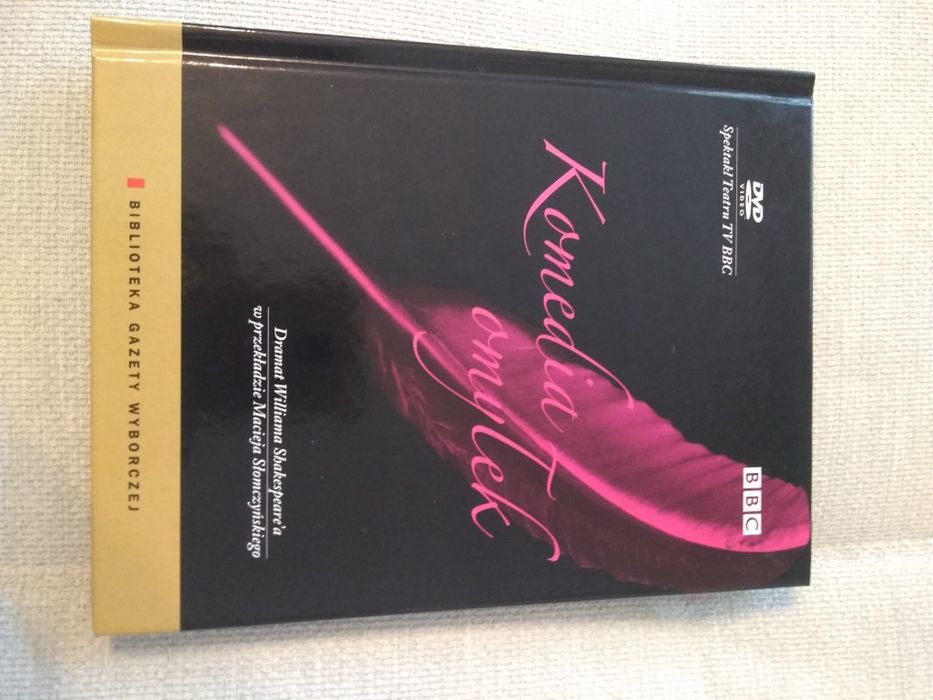 DVD
VIDEO
Spektakl Teatru TV BBC
BBC
Komedia
omyłek
Dramat Williama Shakespeare'a
w przekładzie Macieja Słomczyńskiego
BIBLIOTEKA GAZETY WYBORCZEJ